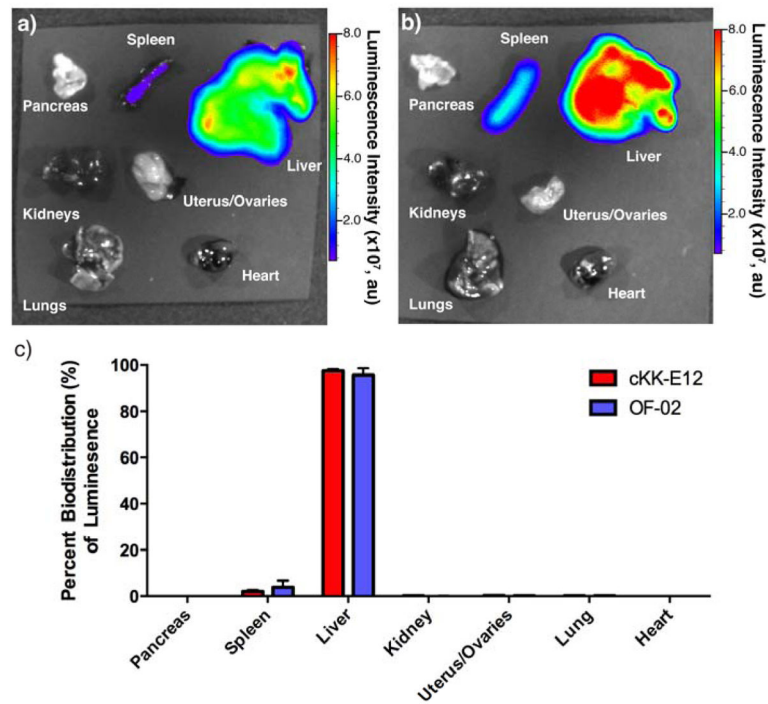 a)
Spleen
Pancreas
Liver
Kidneys
Uterus/Ovaries
Lungs
Heart
8.0
6.0
4.0
2.0
Luminescence Intensity (x10⁷, au)
b)
Spleen
Pancreas
Liver
Kidneys
Uterus/Ovaries
Lungs
Heart
8.0
6.0
4.0
2.0
Luminescence Intensity (x10⁷, au)
c)
Percent Biodistribution (%)
of Luminesence
100
80
60
40
20
0
cKK-E12
OF-02
Pancreas
Spleen
Liver
Kidney
Uterus/Ovaries
Lung
Heart